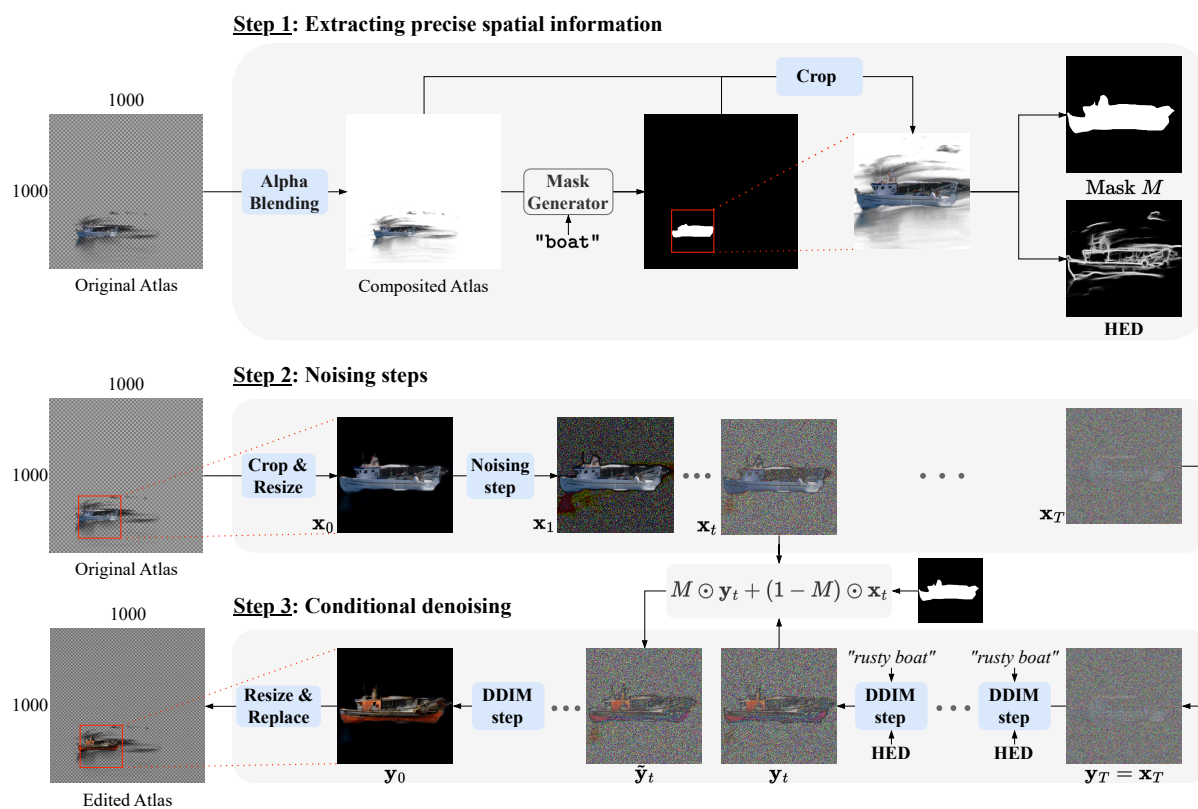 Step 1: Extracting precise spatial information
Crop
1000
1000
Alpha
Blending
Mask
Generator
"boat"
Mask M
Original Atlas
Composited Atlas
HED
Step 2: Noising steps
1000
1000
Crop &
Resize
Noising
step
x₀
x₁
xₜ
x_T
Original Atlas
M ⊙ yₜ + (1 − M) ⊙ xₜ
Step 3: Conditional denoising
1000
1000
"rusty boat"
"rusty boat"
Resize &
Replace
DDIM
step
DDIM
step
DDIM
step
HED
HED
y₀
ỹₜ
yₜ
y_T = x_T
Edited Atlas